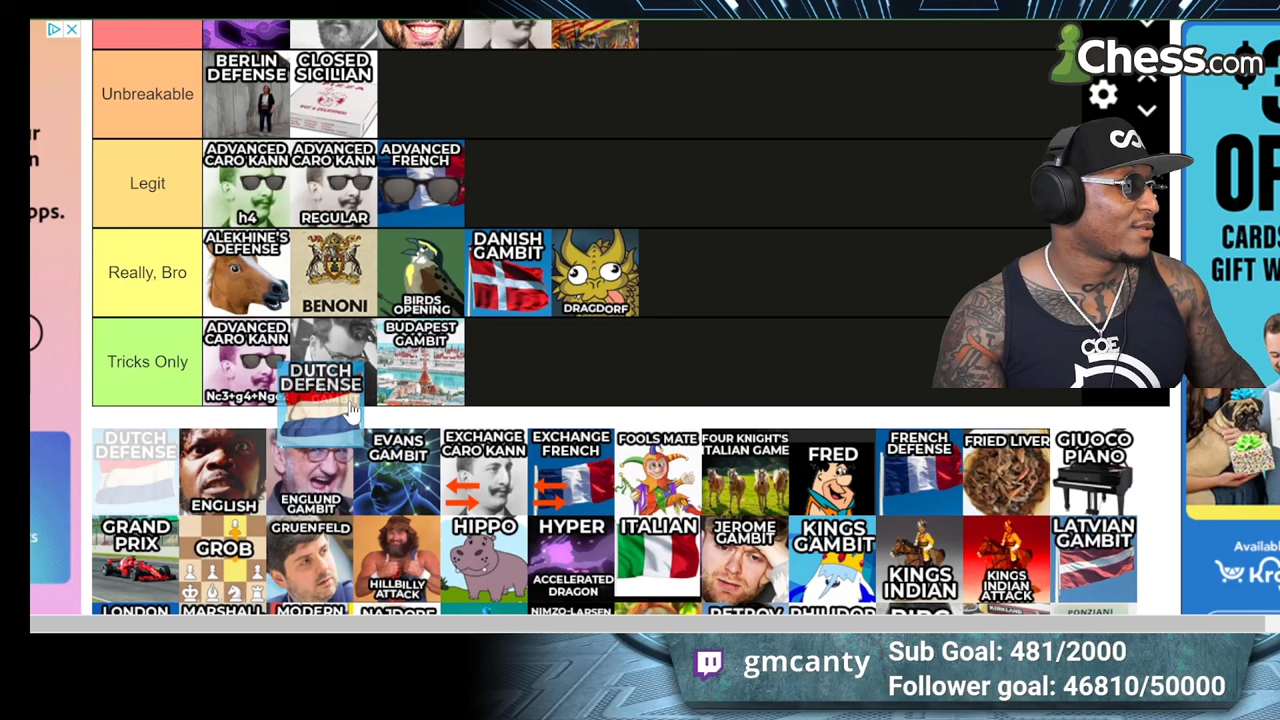 Chess.com
BERLIN
DEFENSE
CLOSED
SICILIAN
PIZZA
Unbreakable
ADVANCED
CARO KANN
h4
ADVANCED
CARO KANN
REGULAR
ADVANCED
FRENCH
Legit
ALEKHINE'S
DEFENSE
BENONI
BIRDS
OPENING
DANISH
GAMBIT
DRAGDORF
Really, Bro
ADVANCED
CARO KANN
BUDAPEST
GAMBIT
Tricks Only
DUTCH
DEFENSE
DUTCH
DEFENSE
ENGLISH
ENGLUND
GAMBIT
EVANS
GAMBIT
EXCHANGE
CARO KANN
EXCHANGE
FRENCH
FOOLS MATE
FOUR KNIGHT'S
ITALIAN GAME
FRED
FRENCH
DEFENSE
FRIED LIVER
GIUOCO
PIANO
GRAND
PRIX
GROB
GRUENFELD
HILLBILLY
ATTACK
HIPPO
HYPER
ACCELERATED
DRAGON
ITALIAN
JEROME
GAMBIT
KINGS
GAMBIT
KINGS
INDIAN
KINGS
INDIAN
ATTACK
LATVIAN
GAMBIT
LONDON
MARSHALL
MODERN
NAJDORF
NIMZO-LARSEN
PETROV
PHILIDOR
KIRKLAND
PONZIANI
COE
CARDS
Available
gmcanty
Sub Goal: 481/2000
Follower goal: 46810/50000